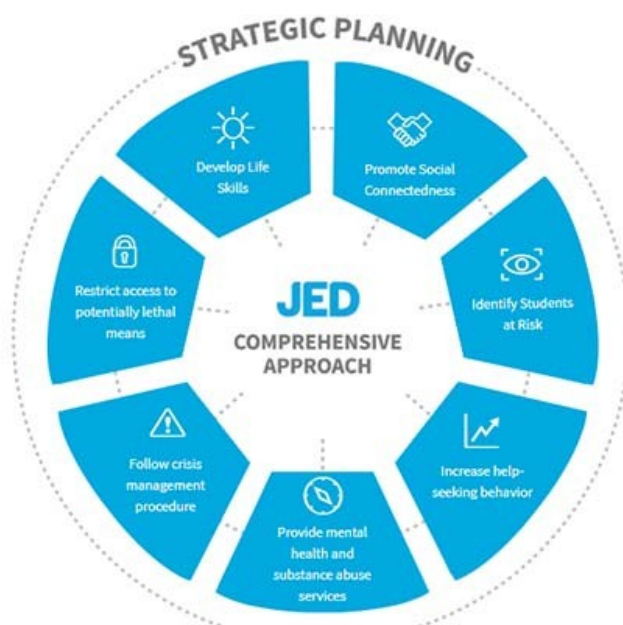 STRATEGIC PLANNING
Develop Life
Skills
Promote Social
Connectedness
Identify Students
at Risk
Increase help-
seeking behavior
Provide mental
health and
substance abuse
services
Follow crisis
management
procedure
Restrict access to
potentially lethal
means
JED
COMPREHENSIVE
APPROACH